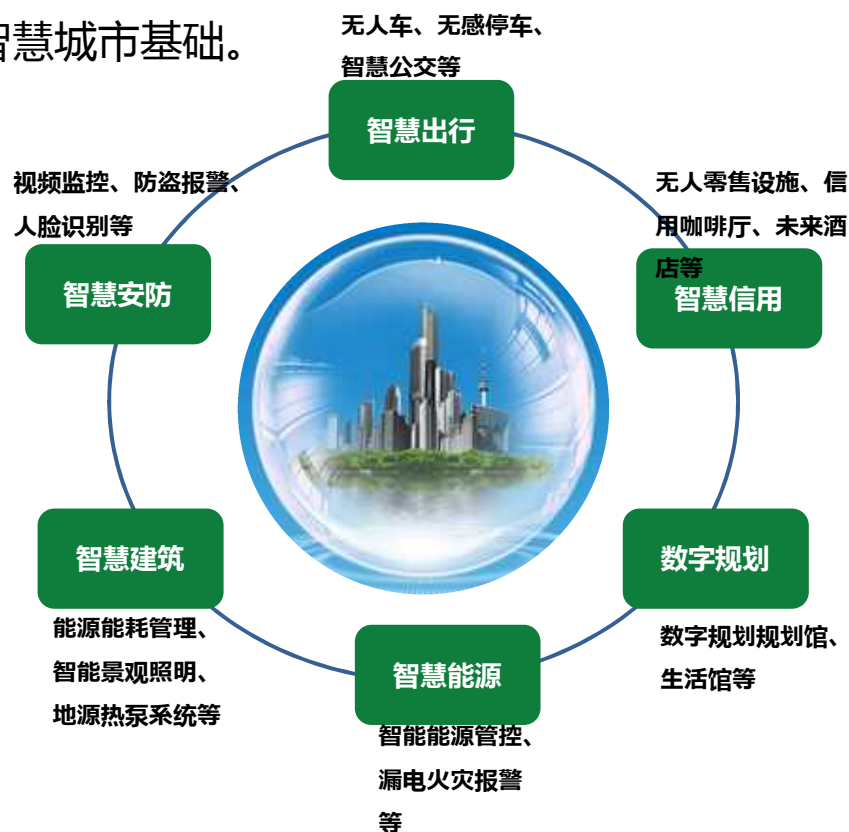 智慧城市基础。
无人车、无感停车、
智慧公交等
智慧出行
视频监控、防盗报警、
人脸识别等
智慧安防
无人零售设施、信
用咖啡厅、未来酒
店等
智慧信用
智慧建筑
能源能耗管理、
智能景观照明、
地源热泵系统等
数字规划
数字规划规划馆、
生活馆等
智慧能源
智能能源管控、
漏电火灾报警
等